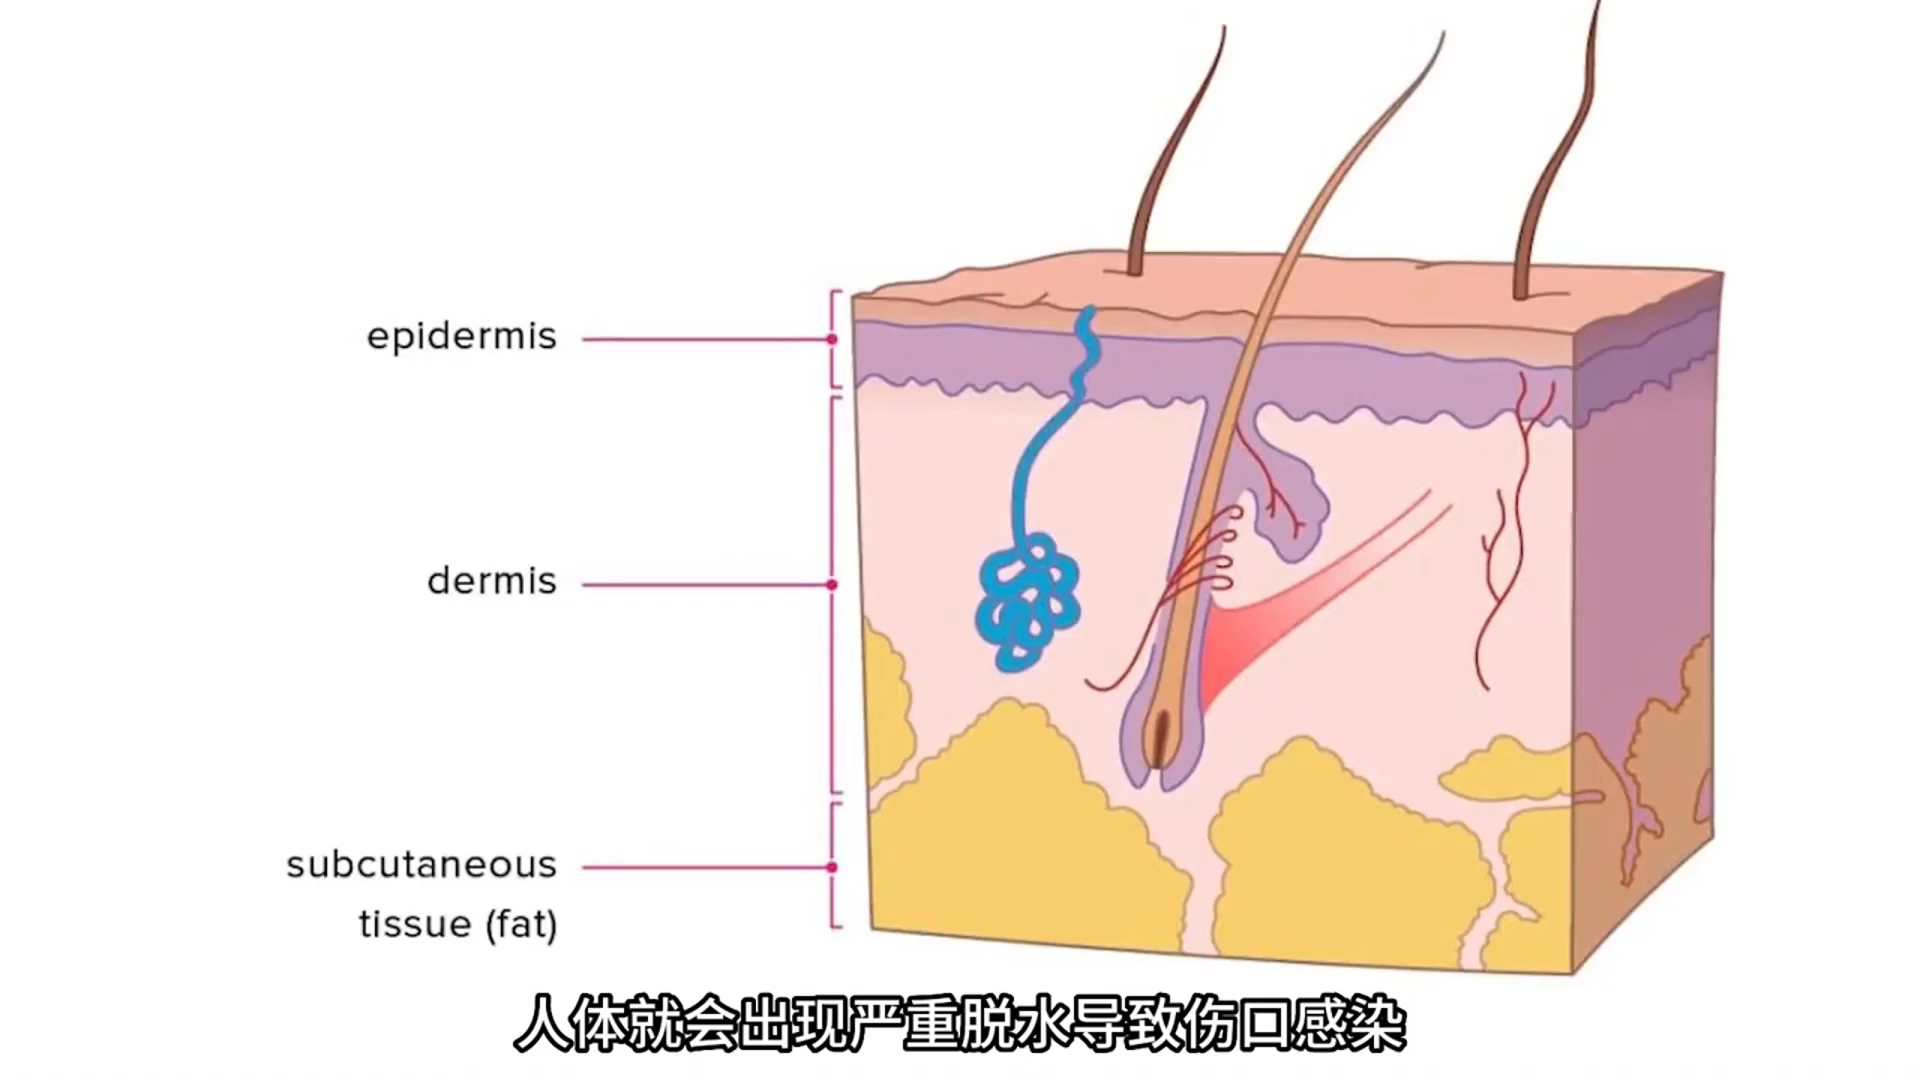 epidermis
dermis
subcutaneous
tissue (fat)
人体就会出现严重脱水导致伤口感染